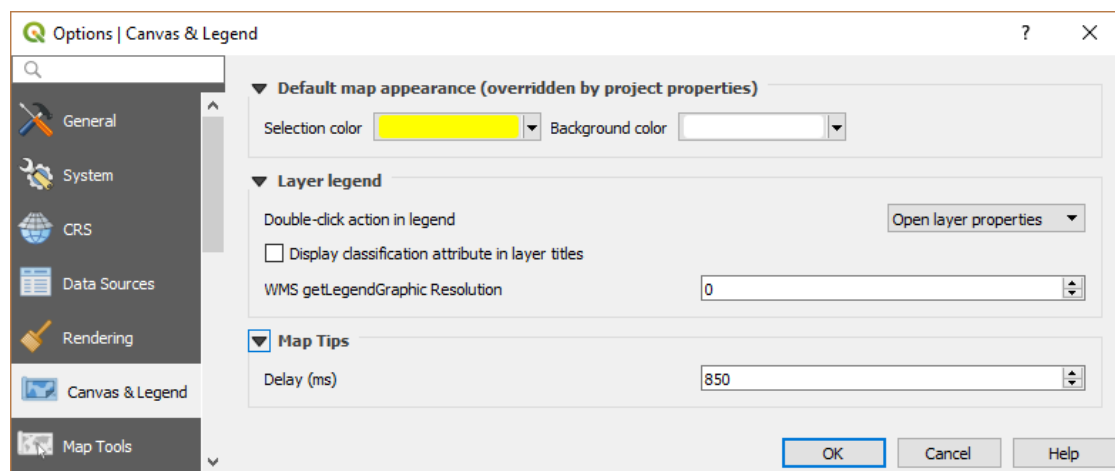 Options | Canvas & Legend
?
General
System
CRS
Data Sources
Rendering
Canvas & Legend
Map Tools
Default map appearance (overridden by project properties)
Selection color Background color
Layer legend
Double-click action in legend Open layer properties
Display classification attribute in layer titles
WMS getLegendGraphic Resolution 0
Map Tips
Delay (ms) 850
OK Cancel Help